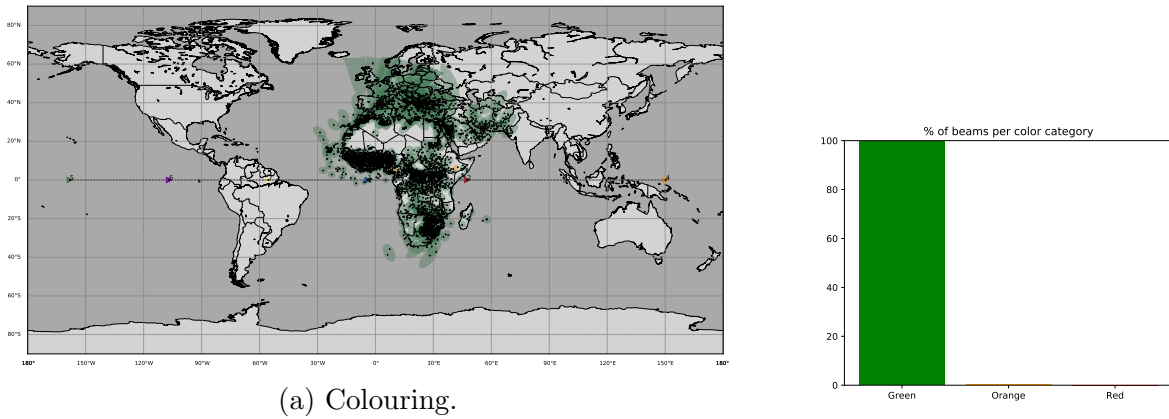 80°N
60°N
40°N
20°N
0°
20°S
40°S
60°S
80°S
180° 150°W 120°W 90°W 60°W 30°W 0° 30°E 60°E 90°E 120°E 150°E 180°
(a) Colouring.
% of beams per color category
100
80
60
40
20
0
Green Orange Red